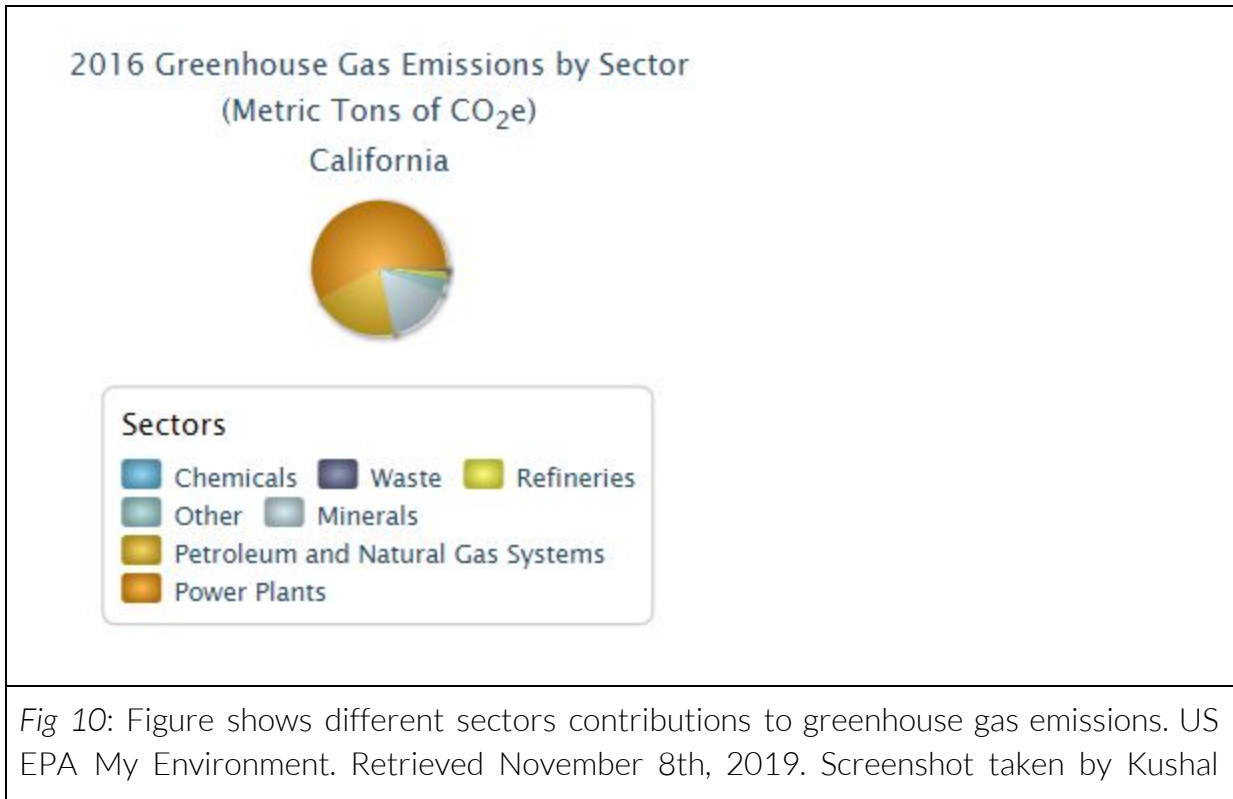 2016 Greenhouse Gas Emissions by Sector
(Metric Tons of CO₂e)
California
Sectors
Chemicals Waste Refineries
Other Minerals
Petroleum and Natural Gas Systems
Power Plants
Fig 10: Figure shows different sectors contributions to greenhouse gas emissions. US
EPA My Environment. Retrieved November 8th, 2019. Screenshot taken by Kushal